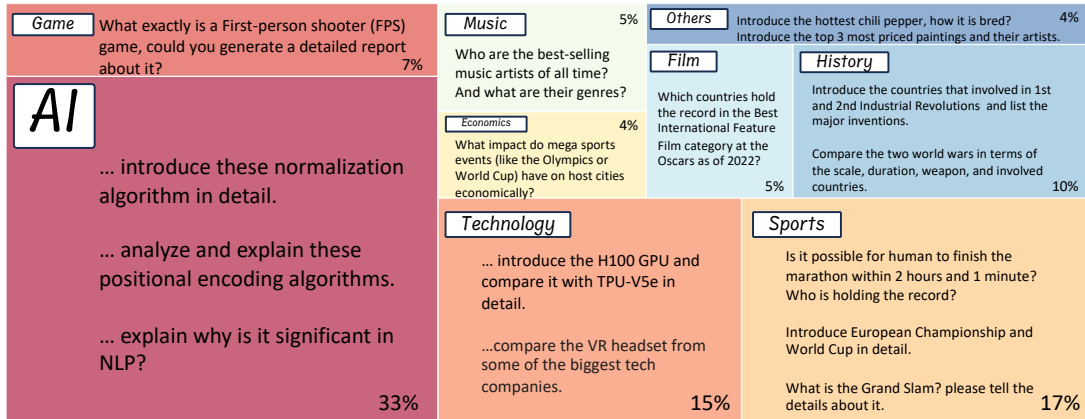 Game
What exactly is a First-person shooter (FPS)
game, could you generate a detailed report
about it?
7%
AI
... introduce these normalization
algorithm in detail.
... analyze and explain these
positional encoding algorithms.
... explain why is it significant in
NLP?
33%
Music
5%
Who are the best-selling
music artists of all time?
And what are their genres?
Economics
4%
What impact do mega sports
events (like the Olympics or
World Cup) have on host cities
economically?
Others
4%
Introduce the hottest chili pepper, how it is bred?
Introduce the top 3 most priced paintings and their artists.
Film
Which countries hold
the record in the Best
International Feature
Film category at the
Oscars as of 2022?
5%
History
Introduce the countries that involved in 1st
and 2nd Industrial Revolutions and list the
major inventions.
Compare the two world wars in terms of
the scale, duration, weapon, and involved
countries.
10%
Technology
... introduce the H100 GPU and
compare it with TPU-V5e in
detail.
...compare the VR headset from
some of the biggest tech
companies.
15%
Sports
Is it possible for human to finish the
marathon within 2 hours and 1 minute?
Who is holding the record?
Introduce European Championship and
World Cup in detail.
What is the Grand Slam? please tell the
details about it.
17%